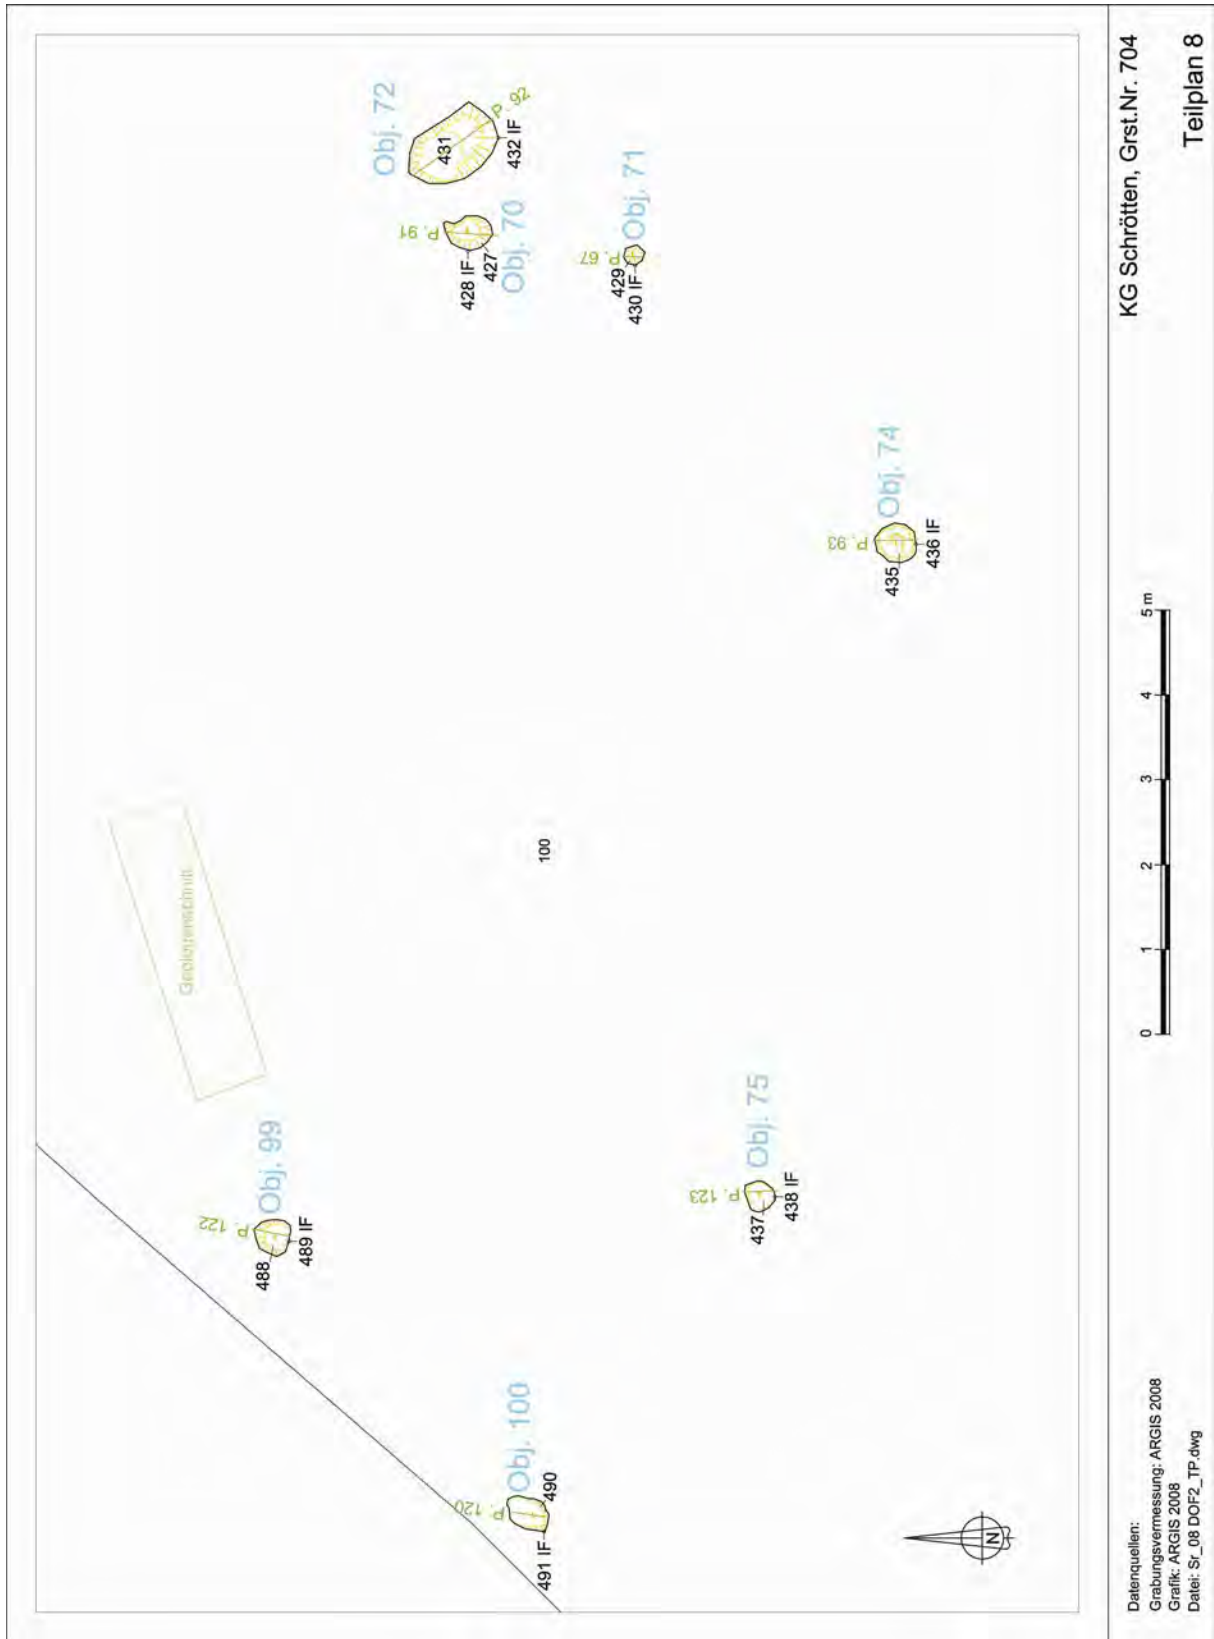 Obj. 72
P. 92
431
432 IF
P. 91
428 IF
427
Obj. 70
P. 67
Obj. 71
429
430 IF
P. 93
Obj. 74
435
436 IF
100
P. 122
Obj. 99
488
489 IF
P. 123
Obj. 75
437
438 IF
P. 120
Obj. 100
490
491 IF
N
0 1 2 3 4 5 m
Datenquellen:
Grabungsvermessung: ARGIS 2008
Grafik: ARGIS 2008
Datei: Sr_08 DOF2_TP.dwg
KG Schrötten, Grst.Nr. 704
Teilplan 8